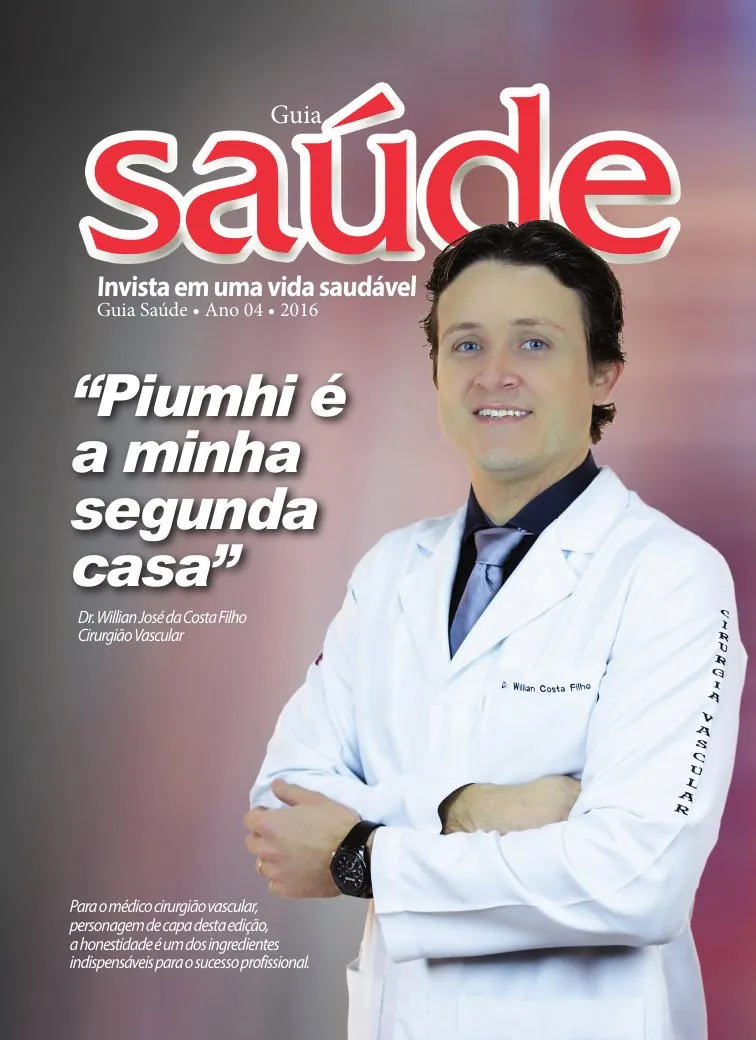 Guia
saúde
Invista em uma vida saudável
Guia Saúde • Ano 04 • 2016
“Piumhi é
a minha
segunda
casa”
Dr. Willian José da Costa Filho
Cirurgião Vascular
Dr. Willian Costa Filho
CIRURGIA VASCULAR
Para o médico cirurgião vascular,
personagem de capa desta edição,
a honestidade é um dos ingredientes
indispensáveis para o sucesso profissional.